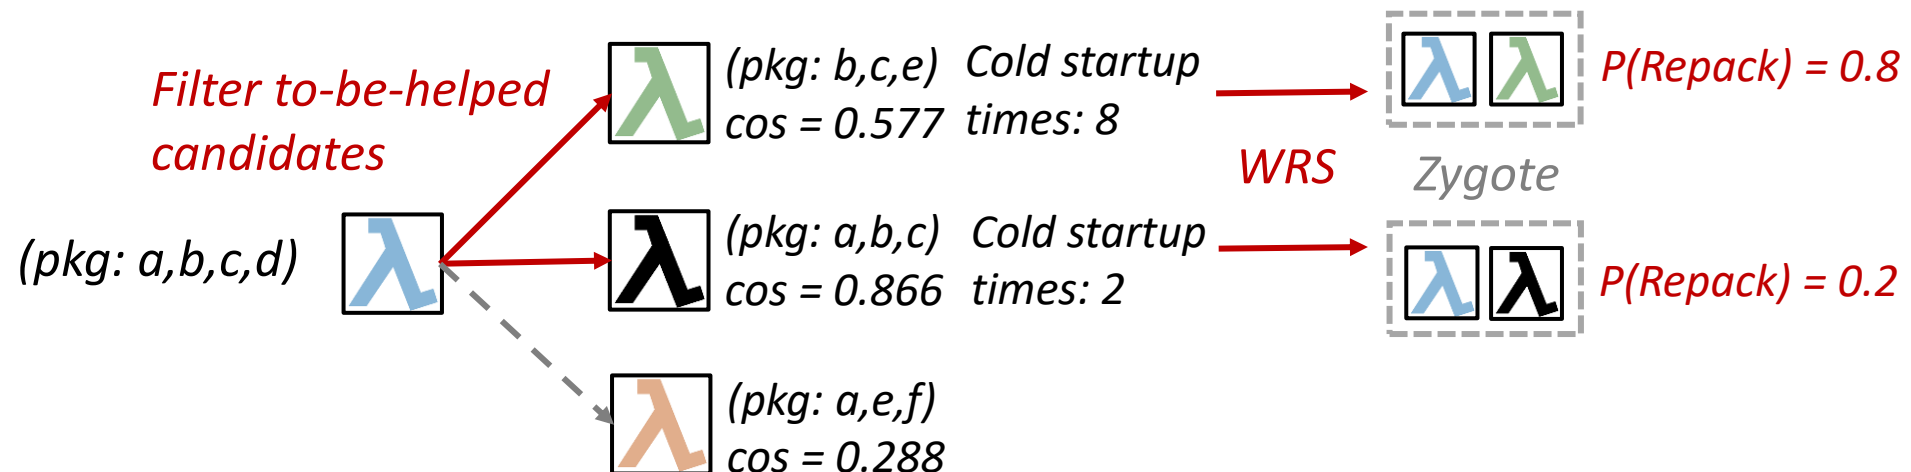 Filter to-be-helped
candidates
(pkg: a,b,c,d)
(pkg: b,c,e)
cos = 0.577
Cold startup
times: 8
(pkg: a,b,c)
cos = 0.866
Cold startup
times: 2
(pkg: a,e,f)
cos = 0.288
WRS
Zygote
P(Repack) = 0.8
P(Repack) = 0.2